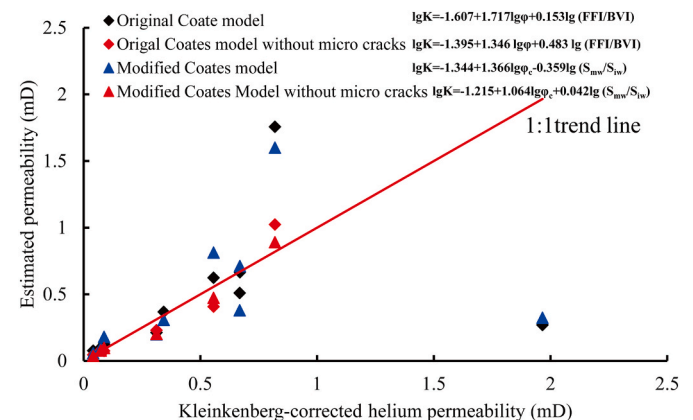 Original Coate model lgK=-1.607+1.717lgφ+0.153lg (FFI/BVI)
Origal Coates model without micro cracks lgK=-1.395+1.346 lgφ+0.483 lg (FFI/BVI)
Modified Coates model lgK=-1.344+1.366lgφc-0.359lg (Smw/Siw)
Modified Coates Model without micro cracks lgK=-1.215+1.064lgφc+0.042lg (Smw/Siw)
1:1trend line
Estimated permeability (mD)
2.5
2
1.5
1
0.5
0
0 0.5 1 1.5 2 2.5
Kleinkenberg-corrected helium permeability (mD)